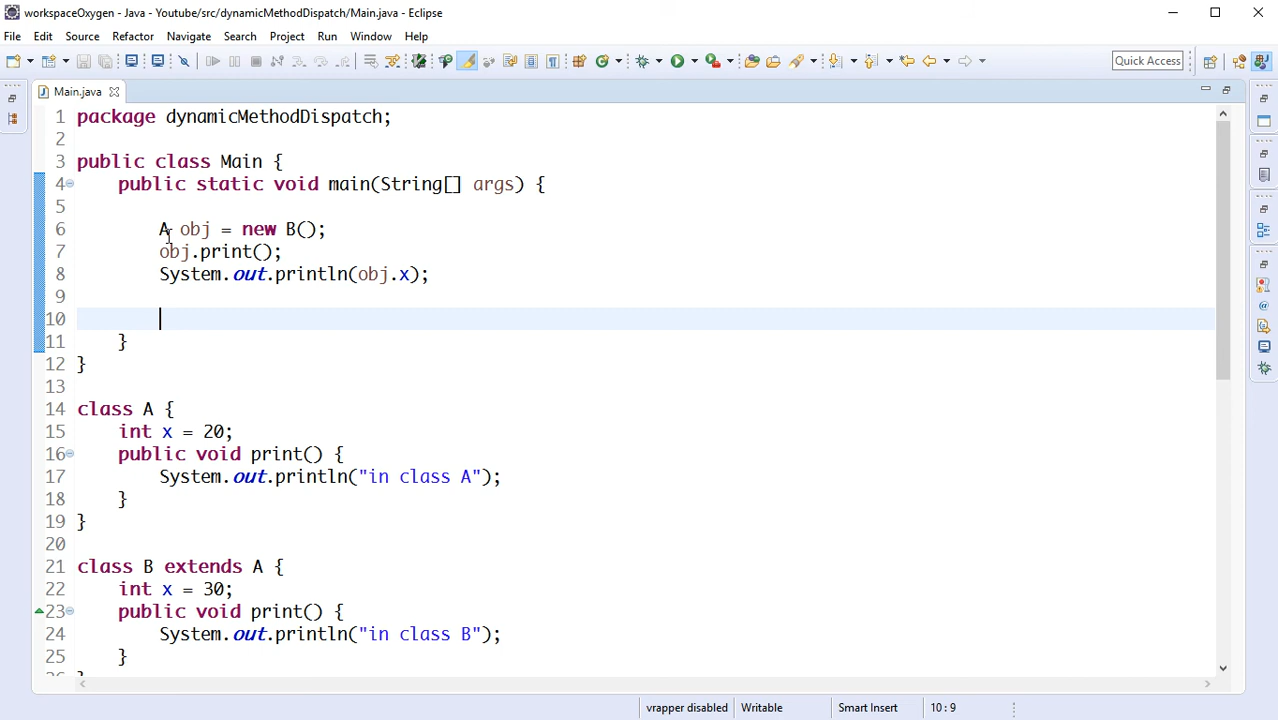 workspaceOxygen - Java - Youtube/src/dynamicMethodDispatch/Main.java - Eclipse
File Edit Source Refactor Navigate Search Project Run Window Help
Quick Access
Main.java
1 package dynamicMethodDispatch;
2
3 public class Main {
4 public static void main(String[] args) {
5
6 A obj = new B();
7 obj.print();
8 System.out.println(obj.x);
9
10
11 }
12 }
13
14 class A {
15 int x = 20;
16 public void print() {
17 System.out.println("in class A");
18 }
19 }
20
21 class B extends A {
22 int x = 30;
23 public void print() {
24 System.out.println("in class B");
25 }
vrapper disabled Writable Smart Insert 10 : 9